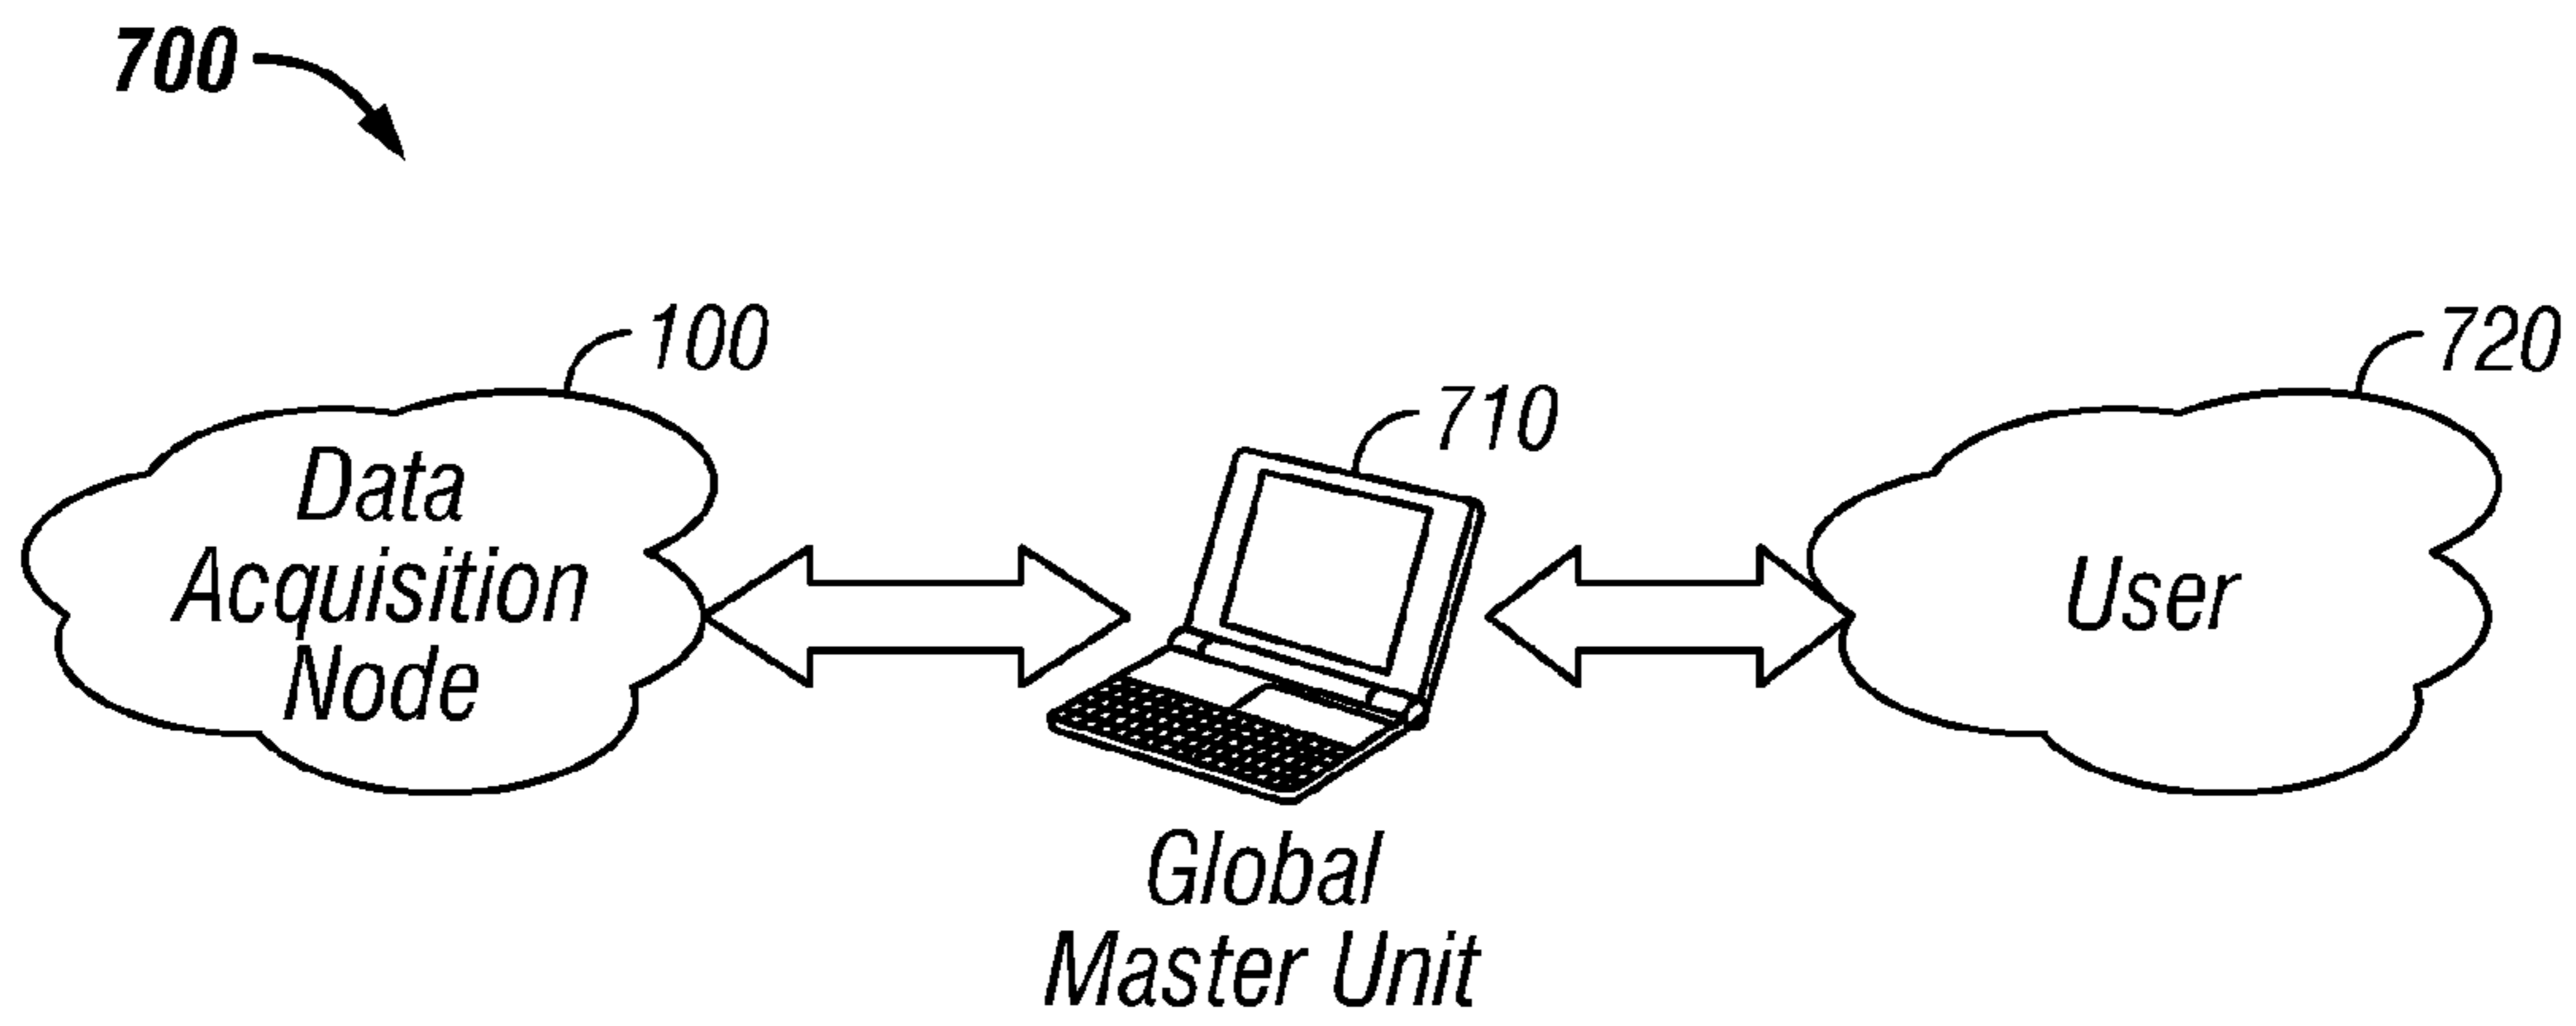 700
100
710
720
Data
Acquisition
Node
User
Global
Master Unit